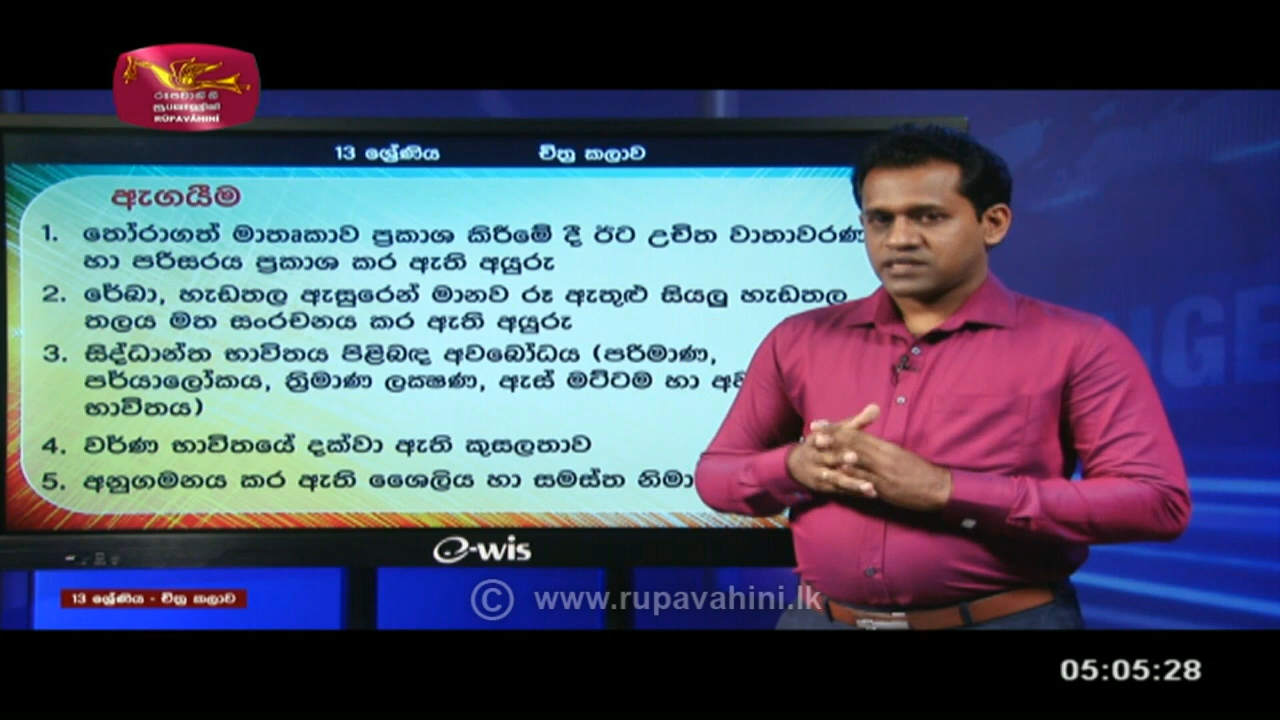 රූපවාහිනී
ரூபவாஹினி
RŪPAVĀHINĪ
13 ශ්‍රේණිය චිත්‍ර කලාව
ඇගයීම
1. තෝරාගත් මාතෘකාව ප්‍රකාශ කිරීමේ දී ඊට උචිත වාතාවරණ
හා පරිසරය ප්‍රකාශ කර ඇති අයුරු
2. රේඛා, හැඩතල ඇසුරෙන් මානව රූ ඇතුළු සියලු හැඩතල
තලය මත සංරචනය කර ඇති අයුරු
3. සිද්ධාන්ත භාවිතය පිළිබඳ අවබෝධය (පරිමාණ,
පර්යාලෝකය, ත්‍රිමාණ ලක්‍ෂණ, ඇස් මට්ටම හා
භාවිතය)
4. වර්ණ භාවිතයේ දක්වා ඇති කුසලතාව
5. අනුගමනය කර ඇති ශෛලිය හා සමස්ත
e-wis
13 ශ්‍රේණිය - චිත්‍ර කලාව
© www.rupavahini.lk
05:05:28